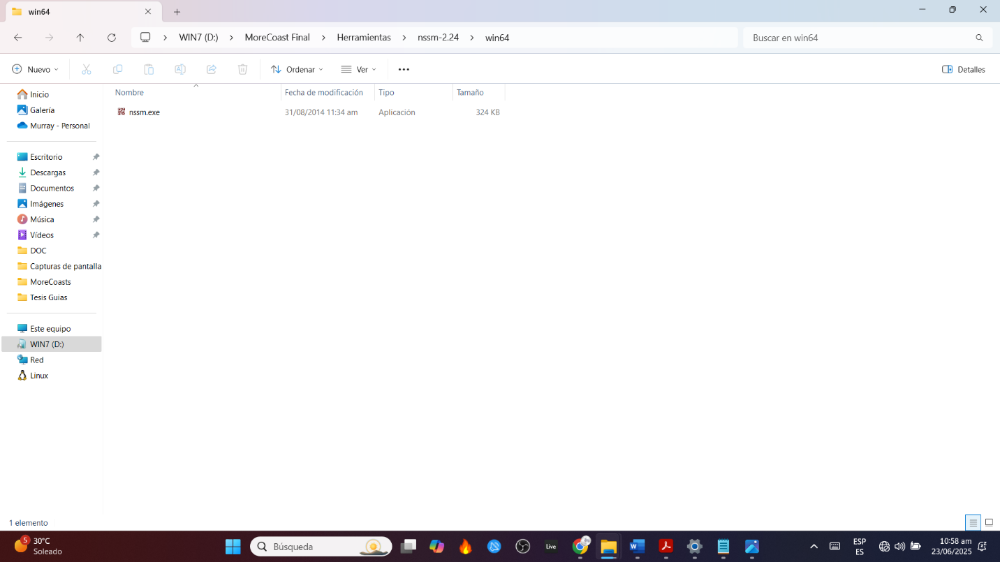 win64
WIN7 (D:) MoreCoast Final Herramientas nssm-2.24 win64
Buscar en win64
Nuevo
Ordenar
Ver
Detalles
Nombre Fecha de modificación Tipo Tamaño
nssm.exe 31/08/2014 11:34 am Aplicación 324 KB
Inicio
Galería
Murray - Personal
Escritorio
Descargas
Documentos
Imágenes
Música
Vídeos
DOC
Capturas de pantalla
MoreCoasts
Tesis Guias
Este equipo
WIN7 (D:)
Red
Linux
1 elemento
5
30°C
Soleado
Búsqueda
Live
ESP
ES
10:58 am
23/06/2025